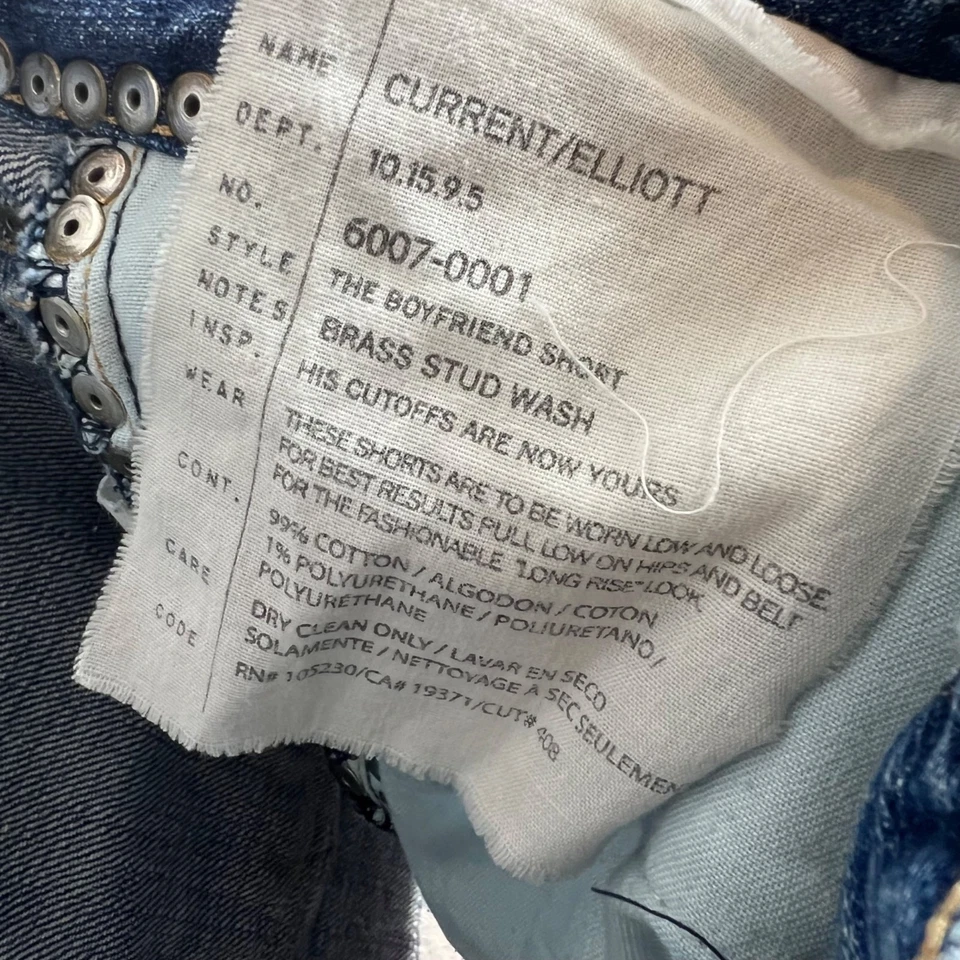 NAME CURRENT/ELLIOTT
DEPT. 10.15.9.5
NO. 6007-0001
STYLE THE BOYFRIEND SHORT
NOTES BRASS STUD WASH
INSP. HIS CUTOFFS ARE NOW YOURS
WEAR THESE SHORTS ARE TO BE WORN LOW AND LOOSE.
FOR BEST RESULTS PULL LOW ON HIPS AND BELT
FOR THE FASHIONABLE "LONG RISE" LOOK
CONT. 99% COTTON / ALGODON / COTON
1% POLYURETHANE / POLIURETANO /
POLYURETHANE
CARE DRY CLEAN ONLY / LAVAR EN SECO
SOLAMENTE / NETTOYAGE À SEC SEULEMEN
CODE RN# 105230/CA# 19371/CUT# 408